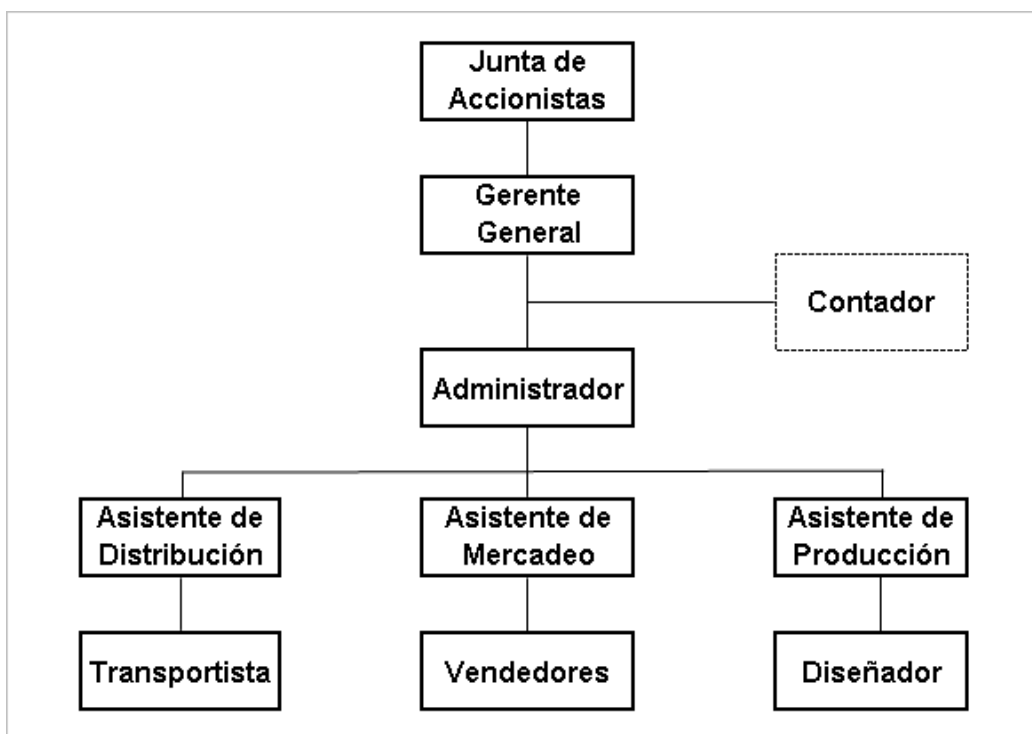 Junta de
Accionistas
Gerente
General
Contador
Administrador
Asistente de
Distribución
Asistente de
Mercadeo
Asistente de
Producción
Transportista
Vendedores
Diseñador